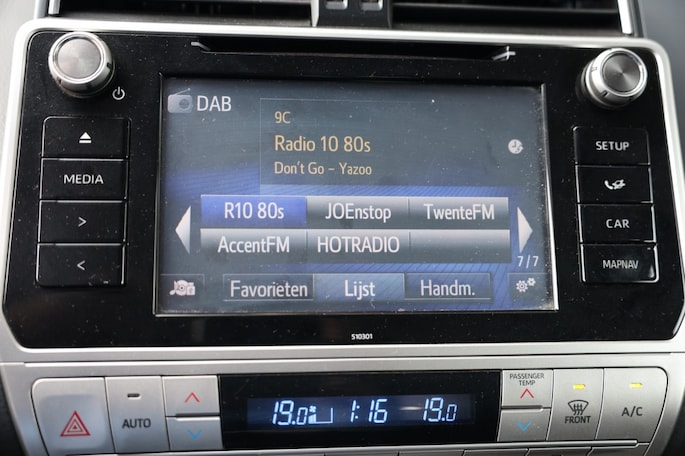 DAB
9C
Radio 10 80s
Don't Go – Yazoo
R10 80s JOEnstop TwenteFM
AccentFM HOTRADIO
7/7
Favorieten Lijst Handm.
MEDIA
>
<
SETUP
CAR
MAPNAV
510301
AUTO
19.0 1:16 19.0
PASSENGER
TEMP
FRONT
A/C